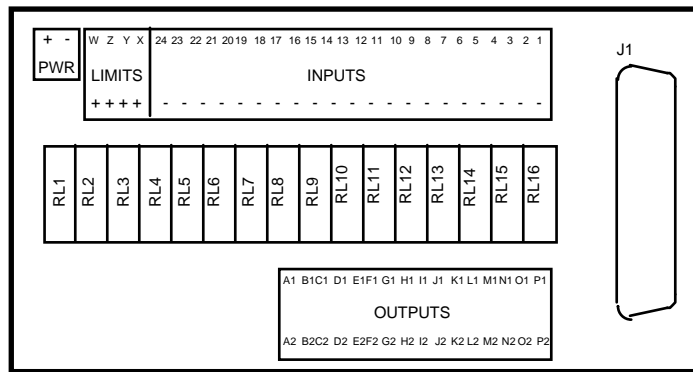 + -
PWR
W Z Y X
LIMITS
+ + + +
24 23 22 21 20 19 18 17 16 15 14 13 12 11 10 9 8 7 6 5 4 3 2 1
INPUTS
- - - - - - - - - - - - - - - - - - - - - - - -
J1
RL1 RL2 RL3 RL4 RL5 RL6 RL7 RL8 RL9 RL10 RL11 RL12 RL13 RL14 RL15 RL16
A1 B1 C1 D1 E1 F1 G1 H1 I1 J1 K1 L1 M1 N1 O1 P1
OUTPUTS
A2 B2 C2 D2 E2 F2 G2 H2 I2 J2 K2 L2 M2 N2 O2 P2